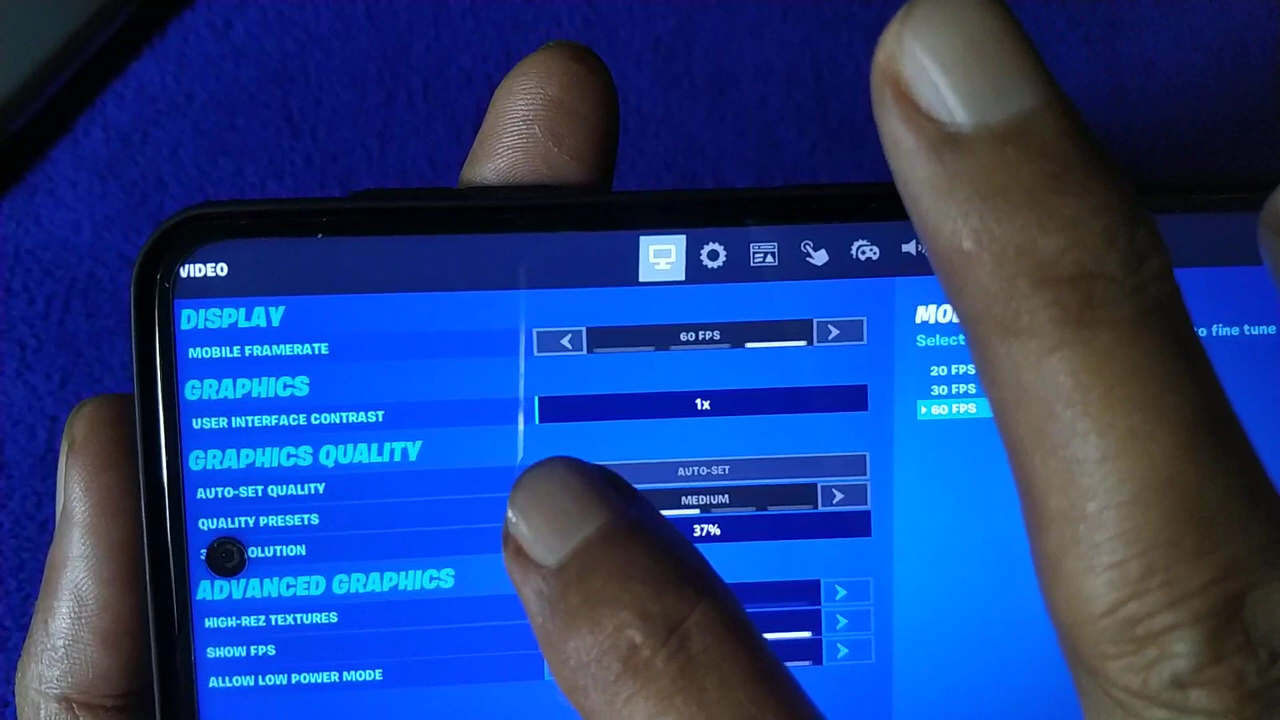 VIDEO
DISPLAY
MOBILE FRAMERATE
60 FPS
GRAPHICS
USER INTERFACE CONTRAST
1x
GRAPHICS QUALITY
AUTO-SET QUALITY
AUTO-SET
QUALITY PRESETS
MEDIUM
37%
ADVANCED GRAPHICS
HIGH-REZ TEXTURES
SHOW FPS
ALLOW LOW POWER MODE
Select
to fine tune
20 FPS
30 FPS
60 FPS